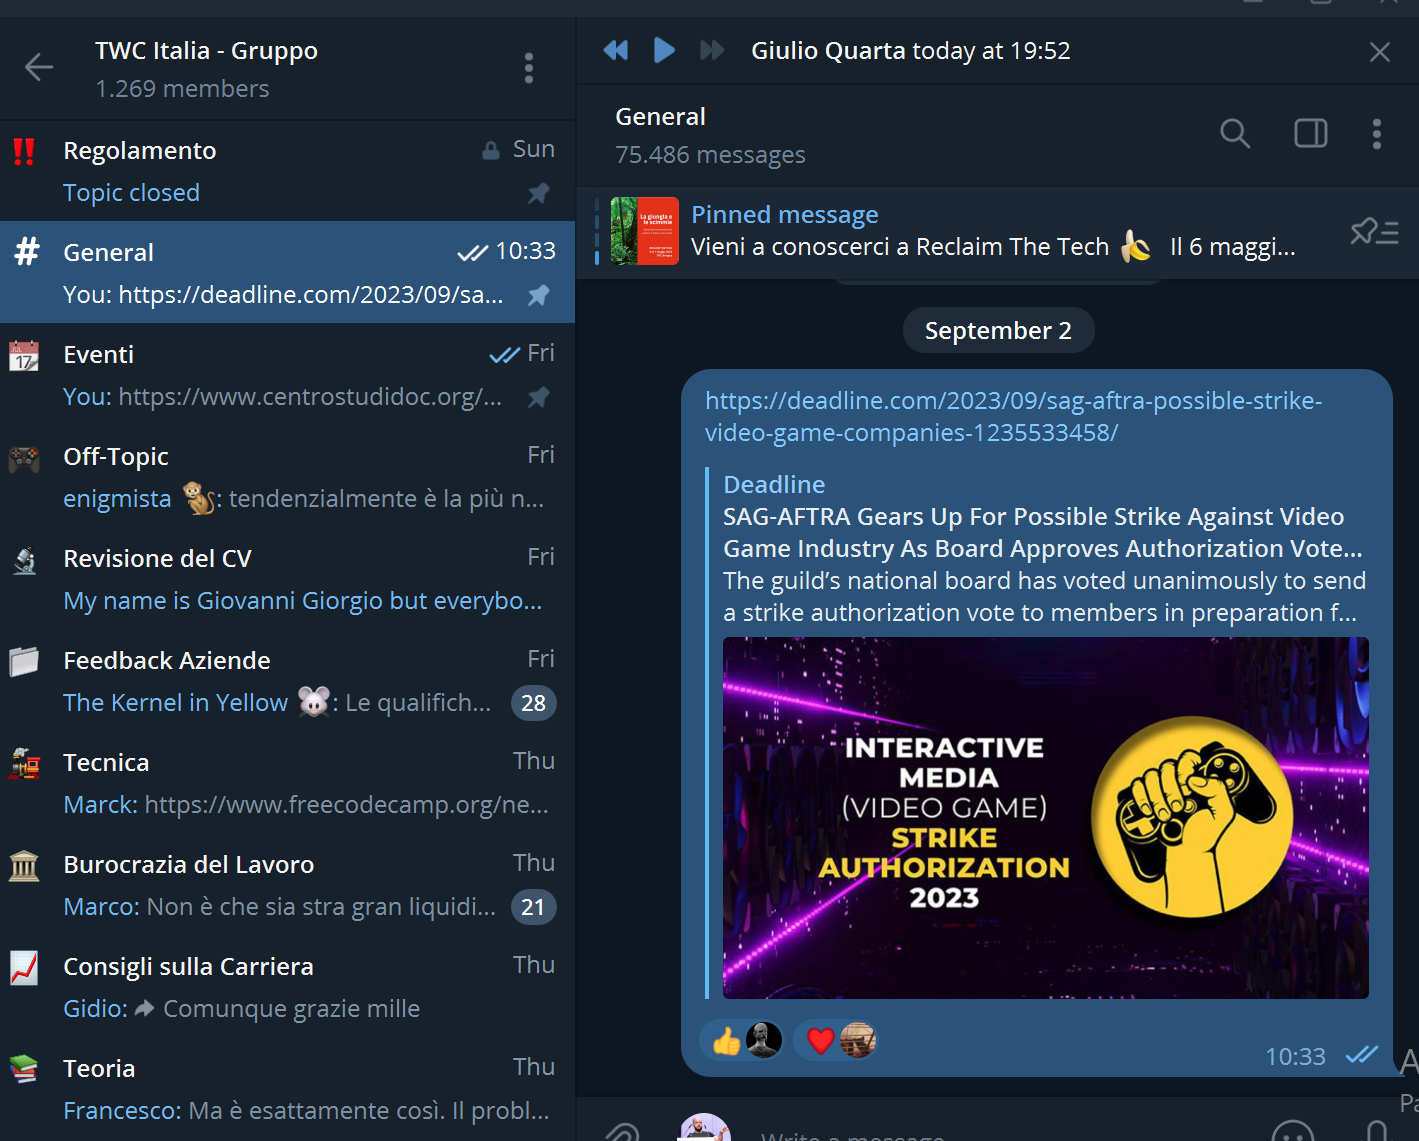 TWC Italia - Gruppo
1.269 members
Regolamento
Sun
Topic closed
General
10:33
You: https://deadline.com/2023/09/sa...
Eventi
Fri
You: https://www.centrostudidoc.org/...
Off-Topic
Fri
enigmista 🐒: tendenzialmente è la più n...
Revisione del CV
Fri
My name is Giovanni Giorgio but everybo...
Feedback Aziende
Fri
The Kernel in Yellow 🐭: Le qualifich...
28
Tecnica
Thu
Marck: https://www.freecodecamp.org/ne...
Burocrazia del Lavoro
Thu
Marco: Non è che sia stra gran liquidi...
21
Consigli sulla Carriera
Thu
Gidio: Comunque grazie mille
Teoria
Thu
Francesco: Ma è esattamente così. Il probl...
Giulio Quarta today at 19:52
General
75.486 messages
Pinned message
Vieni a conoscerci a Reclaim The Tech 🍌 Il 6 maggi...
September 2
https://deadline.com/2023/09/sag-aftra-possible-strike-
video-game-companies-1235533458/
Deadline
SAG-AFTRA Gears Up For Possible Strike Against Video
Game Industry As Board Approves Authorization Vote...
The guild's national board has voted unanimously to send
a strike authorization vote to members in preparation f...
INTERACTIVE
MEDIA
(VIDEO GAME)
STRIKE
AUTHORIZATION
2023
10:33
Write a message...